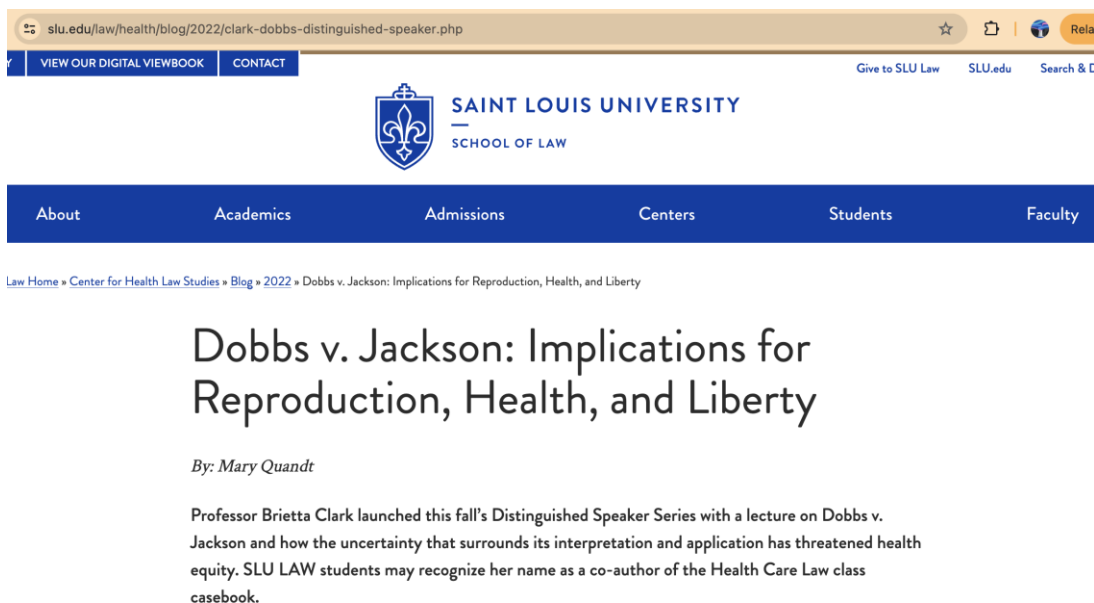 slu.edu/law/health/blog/2022/clark-dobbs-distinguished-speaker.php
VIEW OUR DIGITAL VIEWBOOK CONTACT
Give to SLU Law SLU.edu Search &
SAINT LOUIS UNIVERSITY
SCHOOL OF LAW
About Academics Admissions Centers Students Faculty
Law Home » Center for Health Law Studies » Blog » 2022 » Dobbs v. Jackson: Implications for Reproduction, Health, and Liberty
Dobbs v. Jackson: Implications for
Reproduction, Health, and Liberty
By: Mary Quandt
Professor Brietta Clark launched this fall's Distinguished Speaker Series with a lecture on Dobbs v.
Jackson and how the uncertainty that surrounds its interpretation and application has threatened health
equity. SLU LAW students may recognize her name as a co-author of the Health Care Law class
casebook.